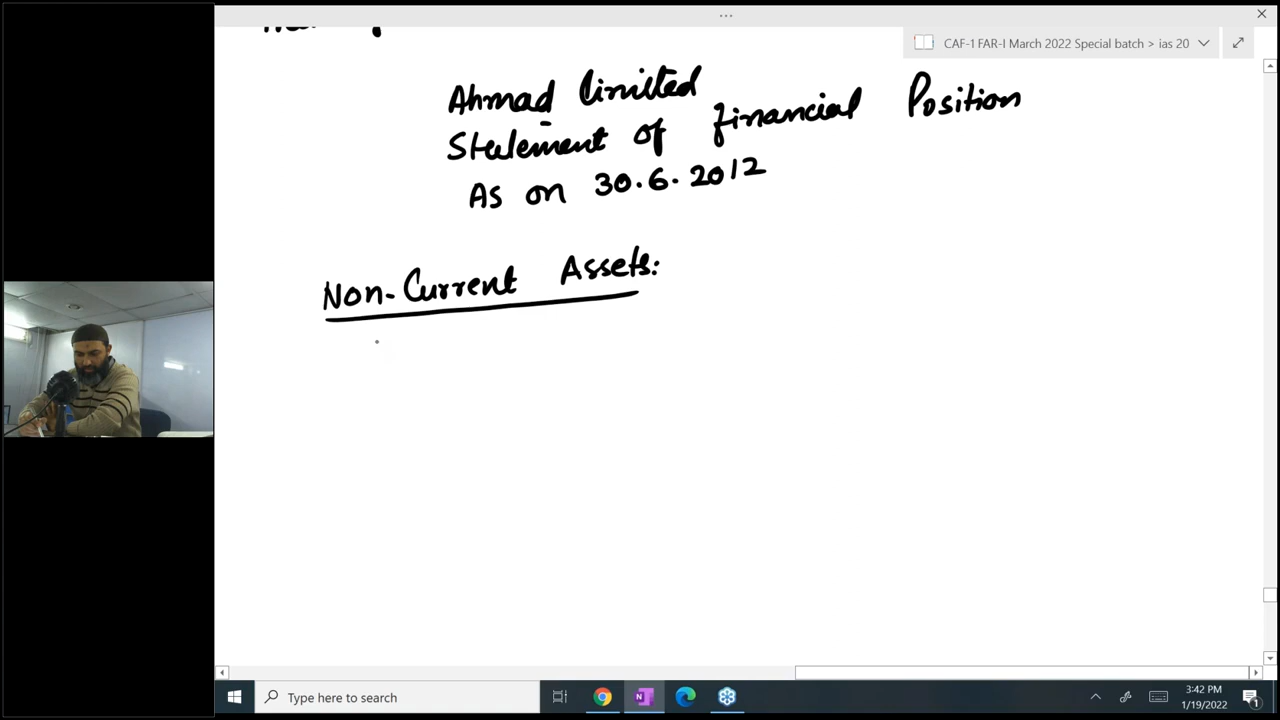 CAF-1 FAR-I March 2022 Special batch > ias 20
Ahmad Limited
Statement of financial Position
As on 30.6.2012
Non-Current Assets:
Type here to search
3:42 PM
1/19/2022